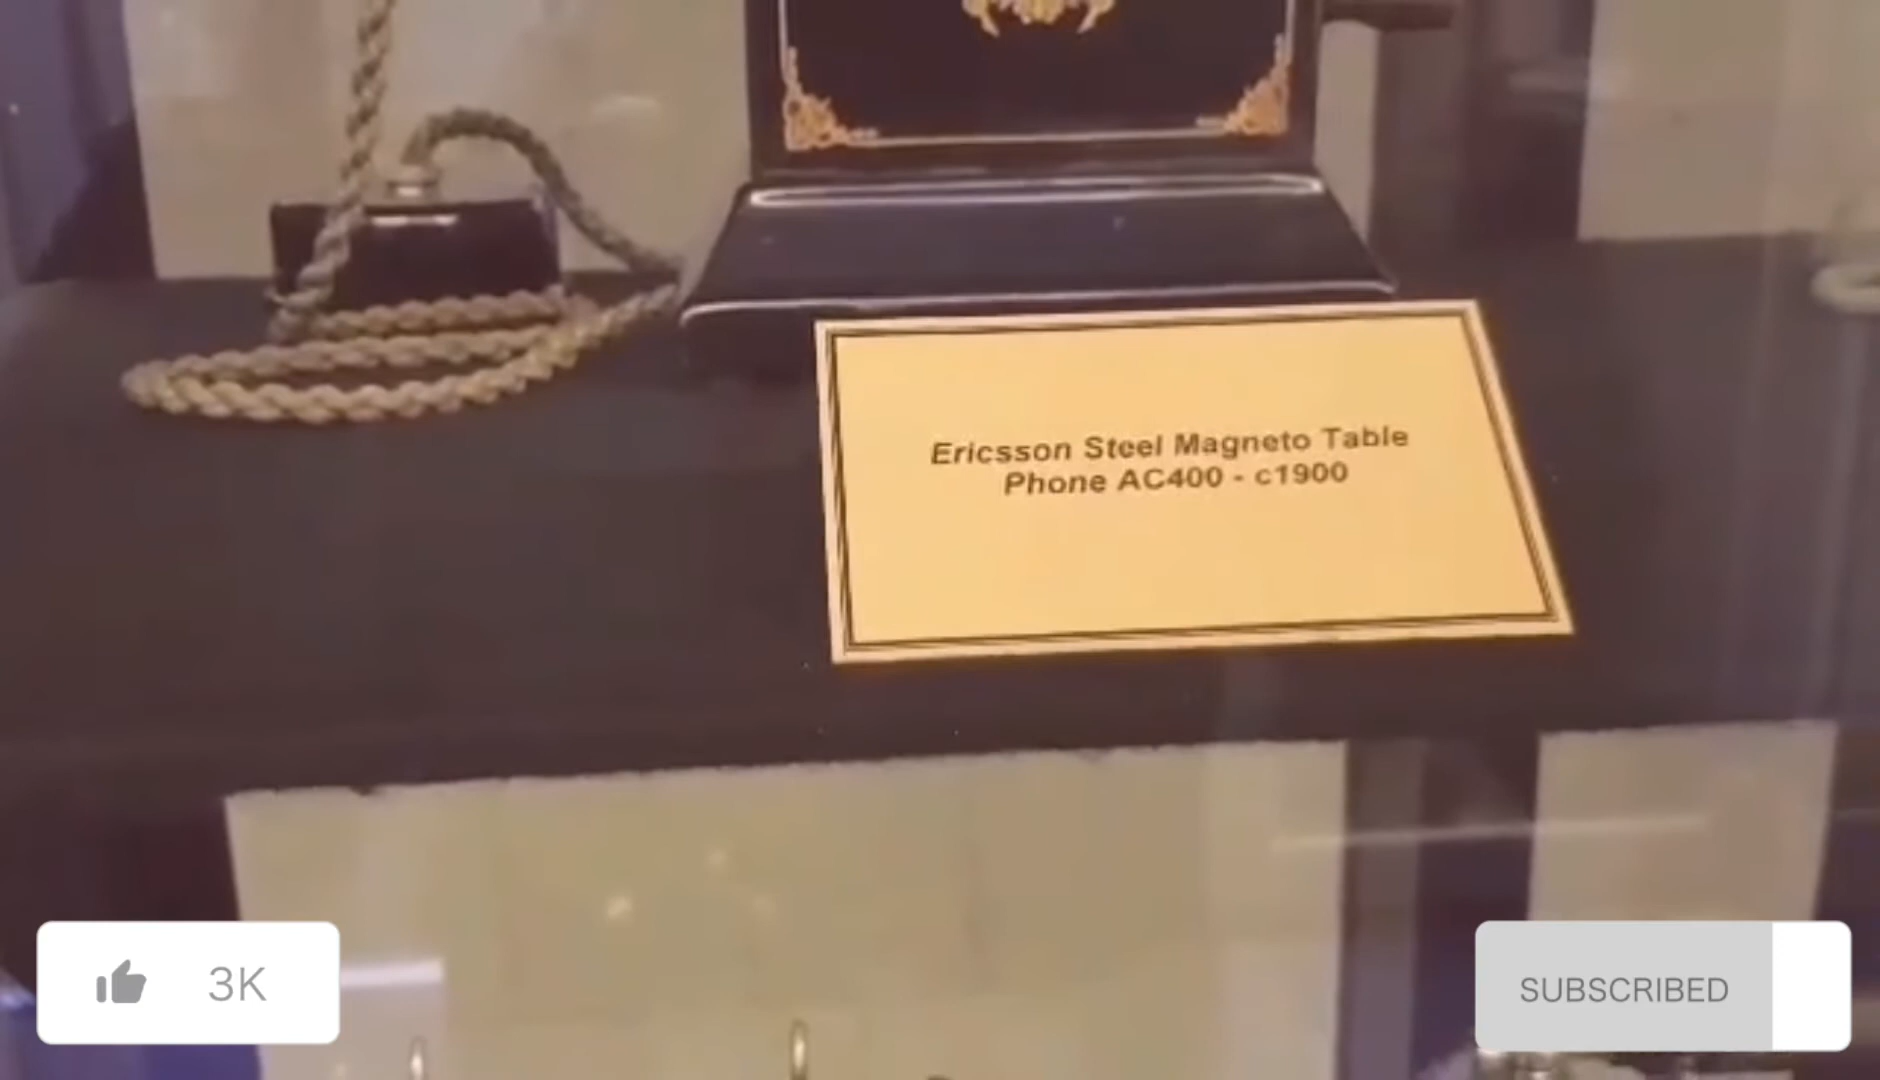 Ericsson Steel Magneto Table
Phone AC400 - c1900
3K
SUBSCRIBED